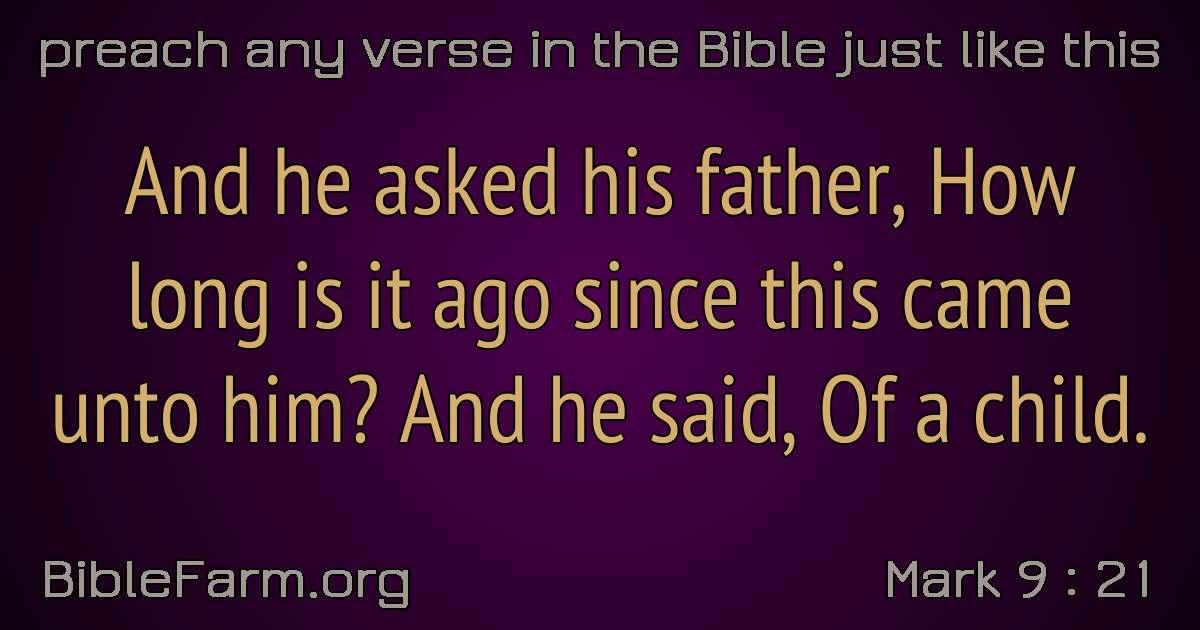 preach any verse in the Bible just like this
And he asked his father, How
long is it ago since this came
unto him? And he said, Of a child.
BibleFarm.org
Mark 9 : 21